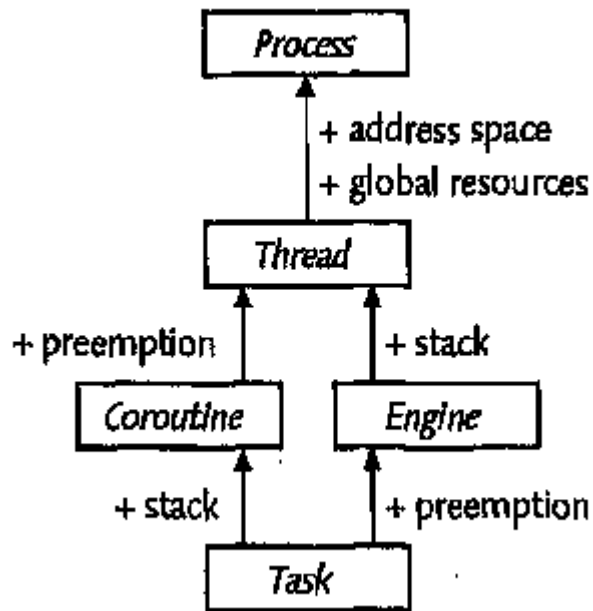 Process
+ address space
+ global resources
Thread
+ preemption
+ stack
Coroutine
Engine
+ stack
+ preemption
Task